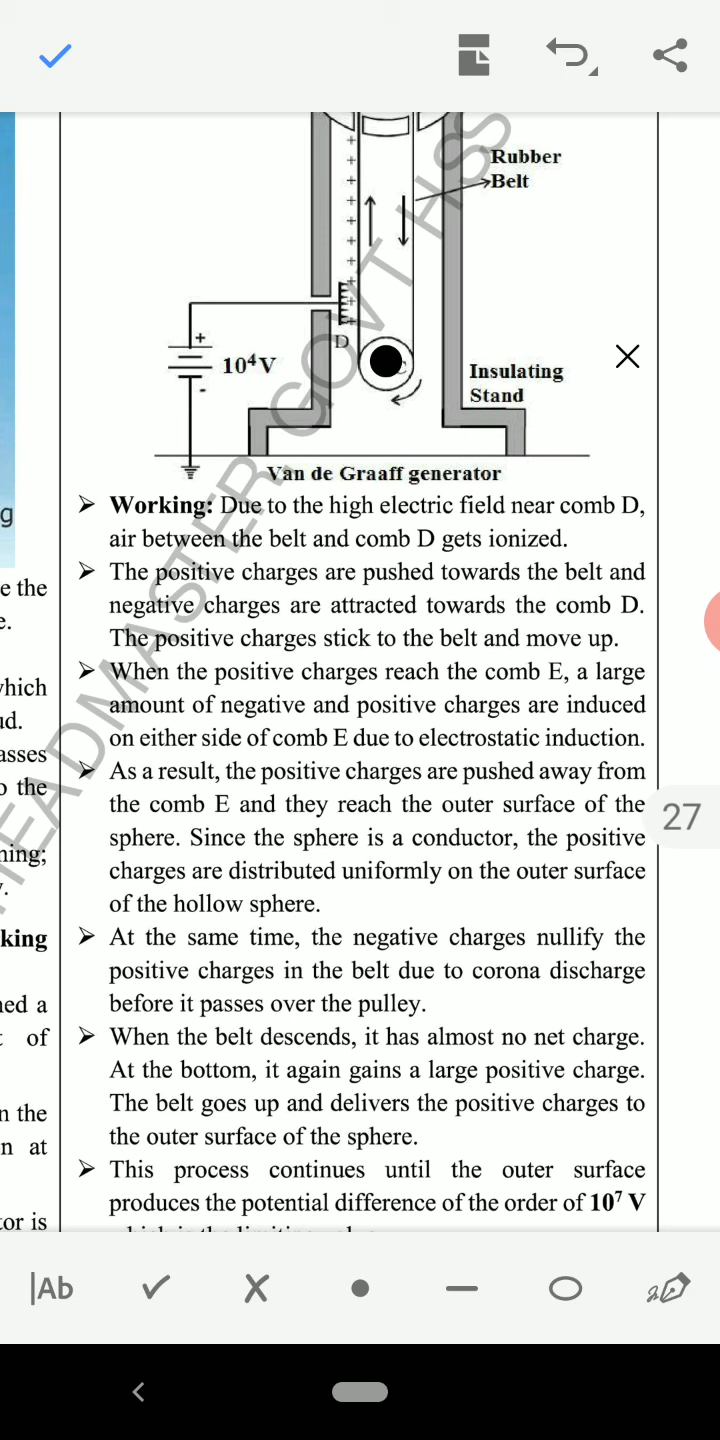 Rubber
Belt
+
10⁴V
-
D
C
Insulating
Stand
Van de Graaff generator
g
e the
e.
which
ud.
asses
o the
ning;
y.
king
ned a
t of
n the
n at
tor is
➢ Working: Due to the high electric field near comb D,
air between the belt and comb D gets ionized.
➢ The positive charges are pushed towards the belt and
negative charges are attracted towards the comb D.
The positive charges stick to the belt and move up.
➢ When the positive charges reach the comb E, a large
amount of negative and positive charges are induced
on either side of comb E due to electrostatic induction.
➢ As a result, the positive charges are pushed away from
the comb E and they reach the outer surface of the
sphere. Since the sphere is a conductor, the positive
charges are distributed uniformly on the outer surface
of the hollow sphere.
➢ At the same time, the negative charges nullify the
positive charges in the belt due to corona discharge
before it passes over the pulley.
➢ When the belt descends, it has almost no net charge.
At the bottom, it again gains a large positive charge.
The belt goes up and delivers the positive charges to
the outer surface of the sphere.
➢ This process continues until the outer surface
produces the potential difference of the order of 10⁷ V
HEADMASTER, GOVT HSS
27
|Ab